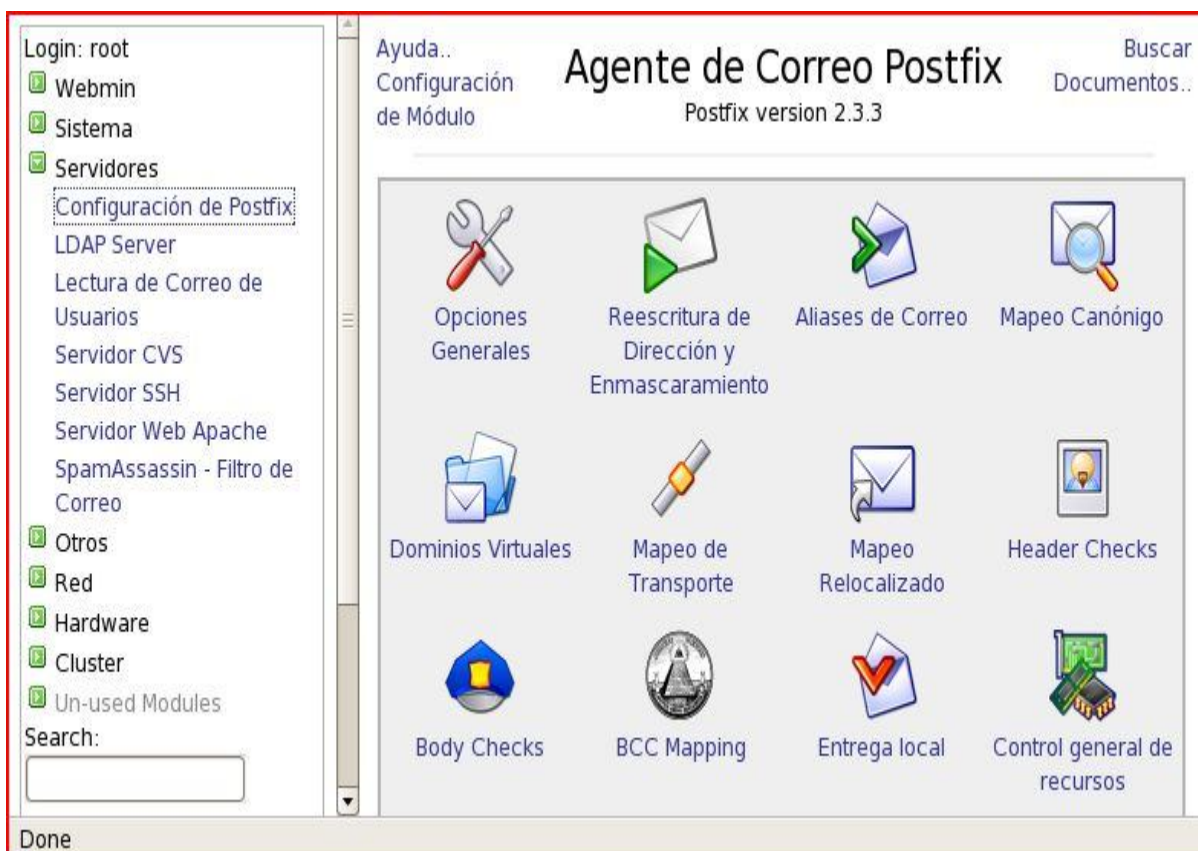 Login: root
Webmin
Sistema
Servidores
Configuración de Postfix
LDAP Server
Lectura de Correo de
Usuarios
Servidor CVS
Servidor SSH
Servidor Web Apache
SpamAssassin - Filtro de
Correo
Otros
Red
Hardware
Cluster
Un-used Modules
Search:
Ayuda..
Configuración
de Módulo
Agente de Correo Postfix
Postfix version 2.3.3
Buscar
Documentos..
Opciones
Generales
Reescritura de
Dirección y
Enmascaramiento
Aliases de Correo
Mapeo Canónigo
Dominios Virtuales
Mapeo de
Transporte
Mapeo
Relocalizado
Header Checks
Body Checks
BCC Mapping
Entrega local
Control general de
recursos
Done